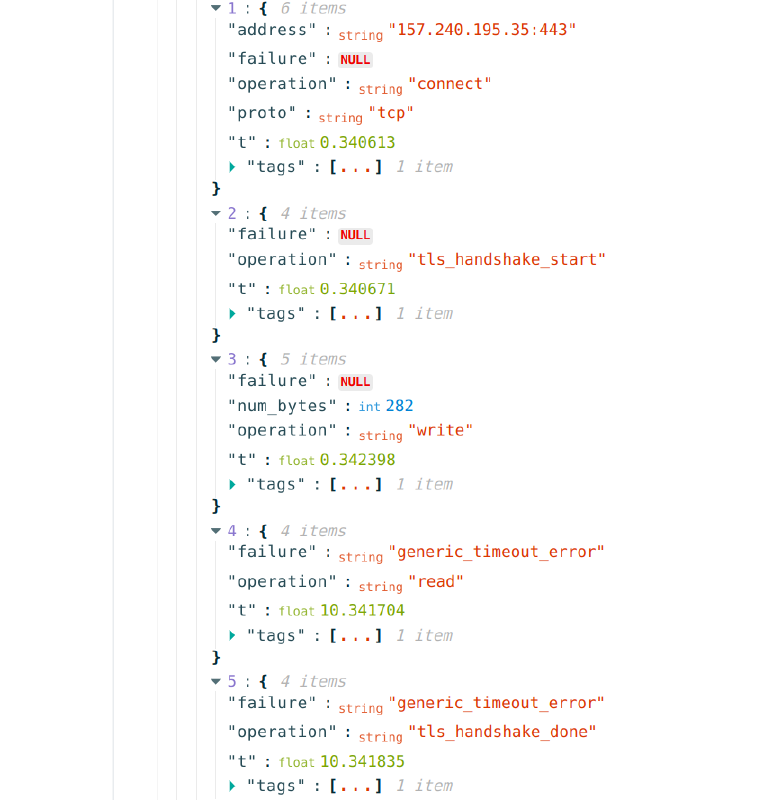 1 : { 6 items
"address" : string "157.240.195.35:443"
"failure" : NULL
"operation" : string "connect"
"proto" : string "tcp"
"t" : float 0.340613
"tags" : [...] 1 item
}
2 : { 4 items
"failure" : NULL
"operation" : string "tls_handshake_start"
"t" : float 0.340671
"tags" : [...] 1 item
}
3 : { 5 items
"failure" : NULL
"num_bytes" : int 282
"operation" : string "write"
"t" : float 0.342398
"tags" : [...] 1 item
}
4 : { 4 items
"failure" : string "generic_timeout_error"
"operation" : string "read"
"t" : float 10.341704
"tags" : [...] 1 item
}
5 : { 4 items
"failure" : string "generic_timeout_error"
"operation" : string "tls_handshake_done"
"t" : float 10.341835
"tags" : [...] 1 item